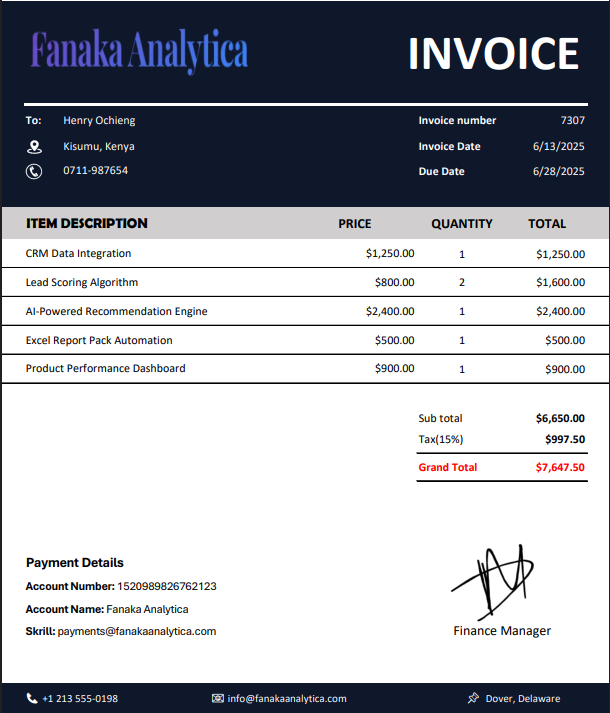 Fanaka Analytica
INVOICE
To: Henry Ochieng
Kisumu, Kenya
0711-987654
Invoice number 7307
Invoice Date 6/13/2025
Due Date 6/28/2025
ITEM DESCRIPTION PRICE QUANTITY TOTAL
CRM Data Integration $1,250.00 1 $1,250.00
Lead Scoring Algorithm $800.00 2 $1,600.00
AI-Powered Recommendation Engine $2,400.00 1 $2,400.00
Excel Report Pack Automation $500.00 1 $500.00
Product Performance Dashboard $900.00 1 $900.00
Sub total $6,650.00
Tax(15%) $997.50
Grand Total $7,647.50
Payment Details
Account Number: 1520989826762123
Account Name: Fanaka Analytica
Skrill: payments@fanakaanalytica.com
Finance Manager
+1 213 555-0198 info@fanakaanalytica.com Dover, Delaware